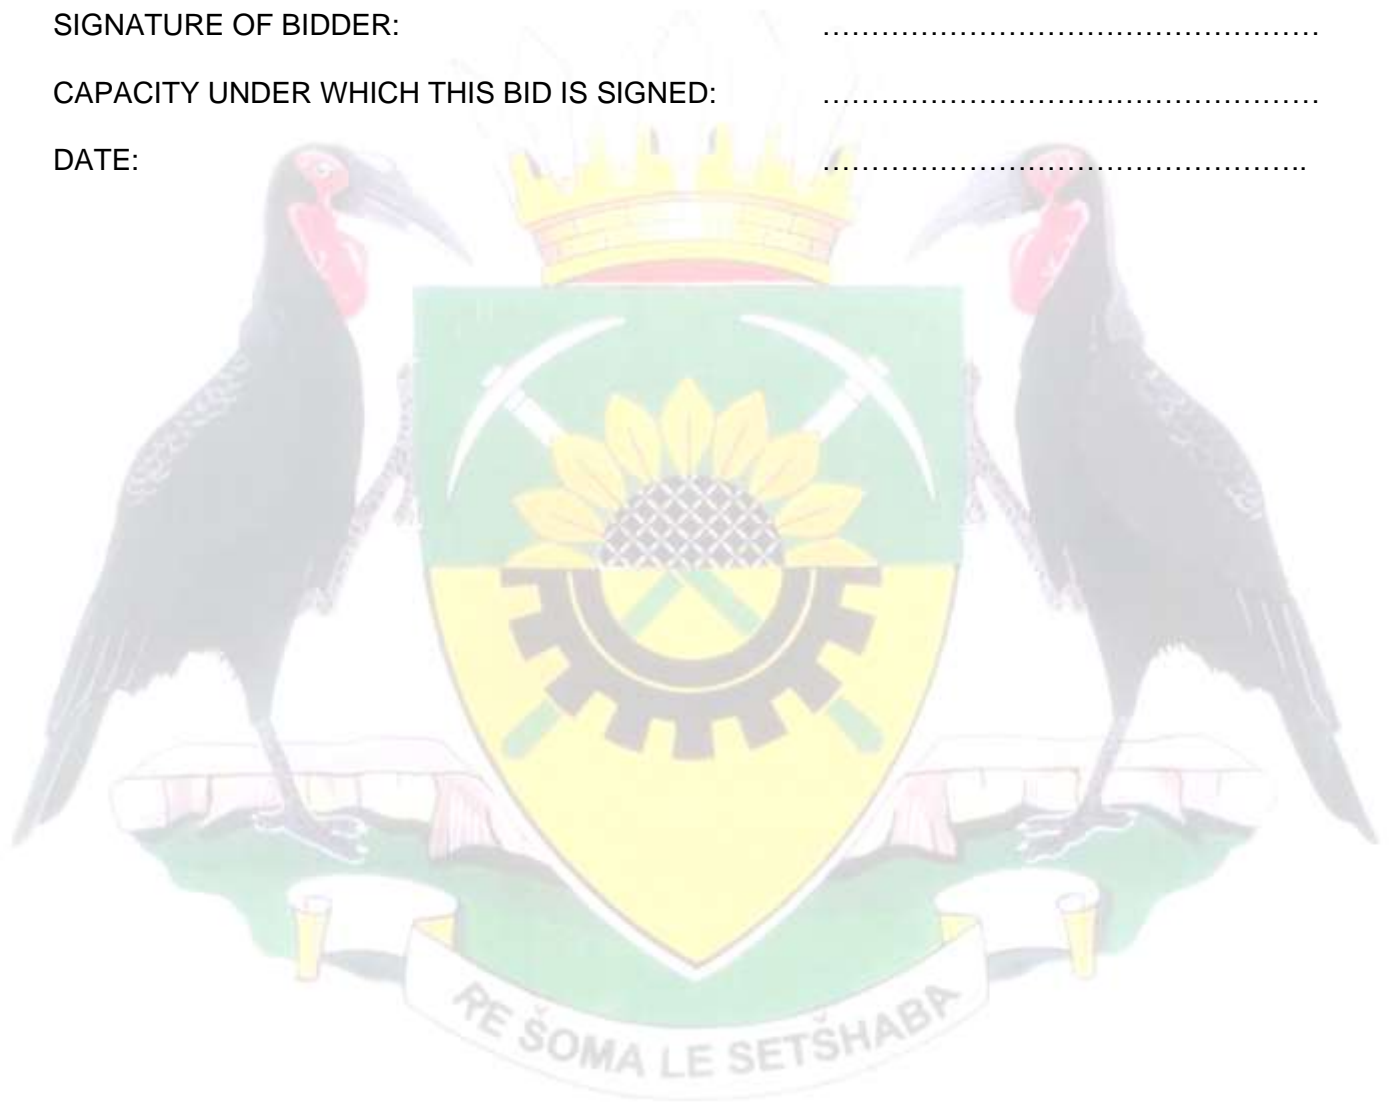 SIGNATURE OF BIDDER: ……………………………………………
CAPACITY UNDER WHICH THIS BID IS SIGNED: ……………………………………………
DATE: …………………………………………..
RE ŠOMA LE SETŠHABA